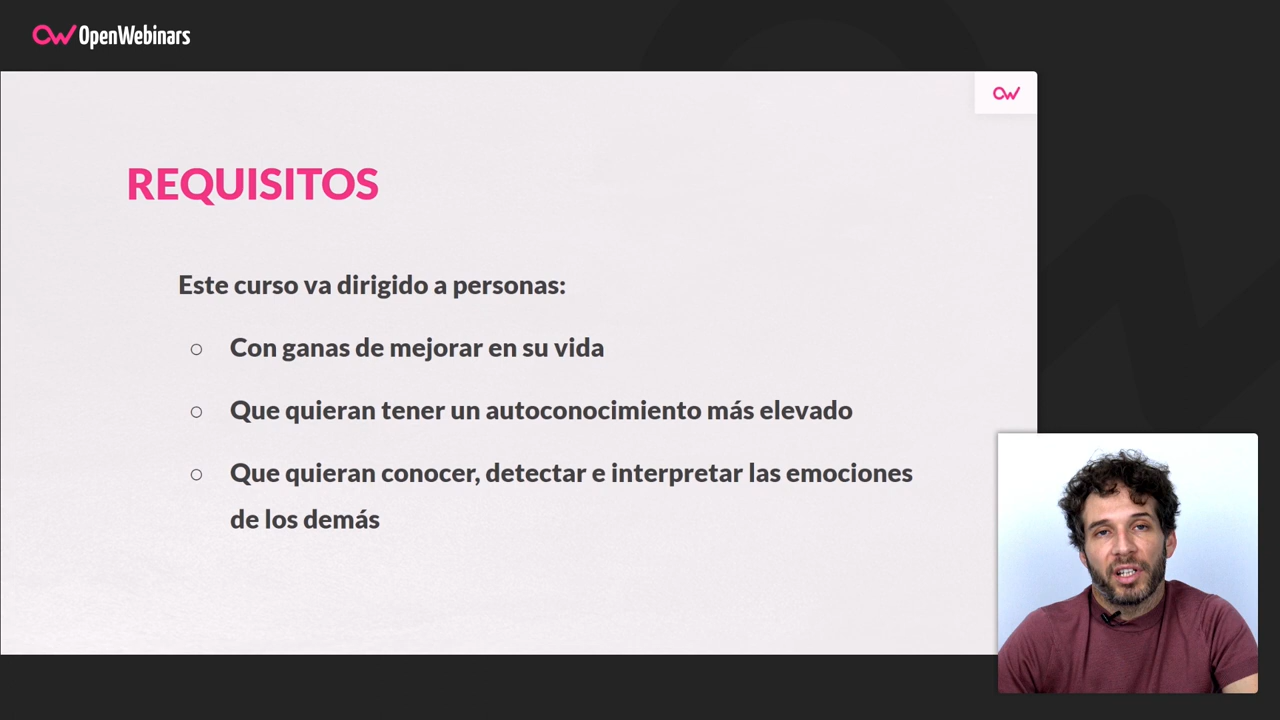 OpenWebinars
REQUISITOS
Este curso va dirigido a personas:
○ Con ganas de mejorar en su vida
○ Que quieran tener un autoconocimiento más elevado
○ Que quieran conocer, detectar e interpretar las emociones
de los demás